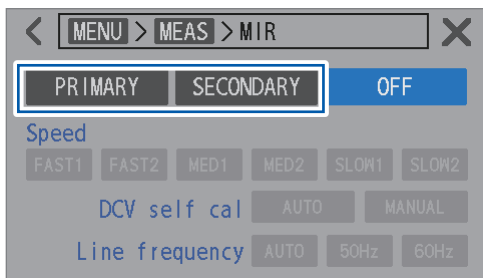 MENU > MEAS > MIR
PRIMARY SECONDARY OFF
Speed
FAST1 FAST2 MED1 MED2 SLOW1 SLOW2
DCV self cal AUTO MANUAL
Line frequency AUTO 50Hz 60Hz